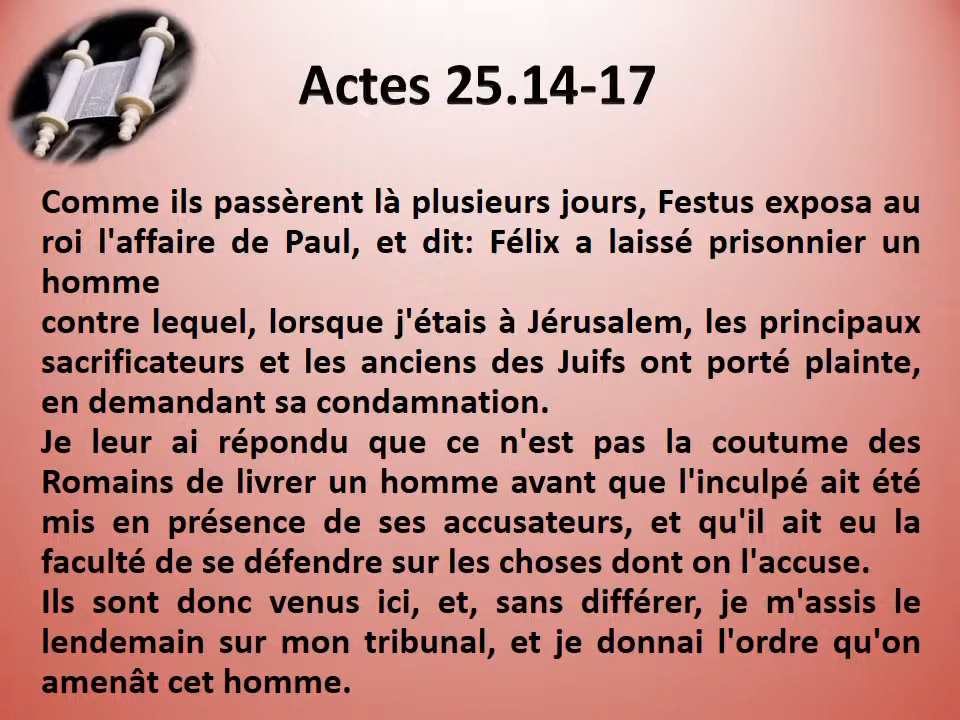 Actes 25.14-17
Comme ils passèrent là plusieurs jours, Festus exposa au
roi l'affaire de Paul, et dit: Félix a laissé prisonnier un
homme
contre lequel, lorsque j'étais à Jérusalem, les principaux
sacrificateurs et les anciens des Juifs ont porté plainte,
en demandant sa condamnation.
Je leur ai répondu que ce n'est pas la coutume des
Romains de livrer un homme avant que l'inculpé ait été
mis en présence de ses accusateurs, et qu'il ait eu la
faculté de se défendre sur les choses dont on l'accuse.
Ils sont donc venus ici, et, sans différer, je m'assis le
lendemain sur mon tribunal, et je donnai l'ordre qu'on
amenât cet homme.